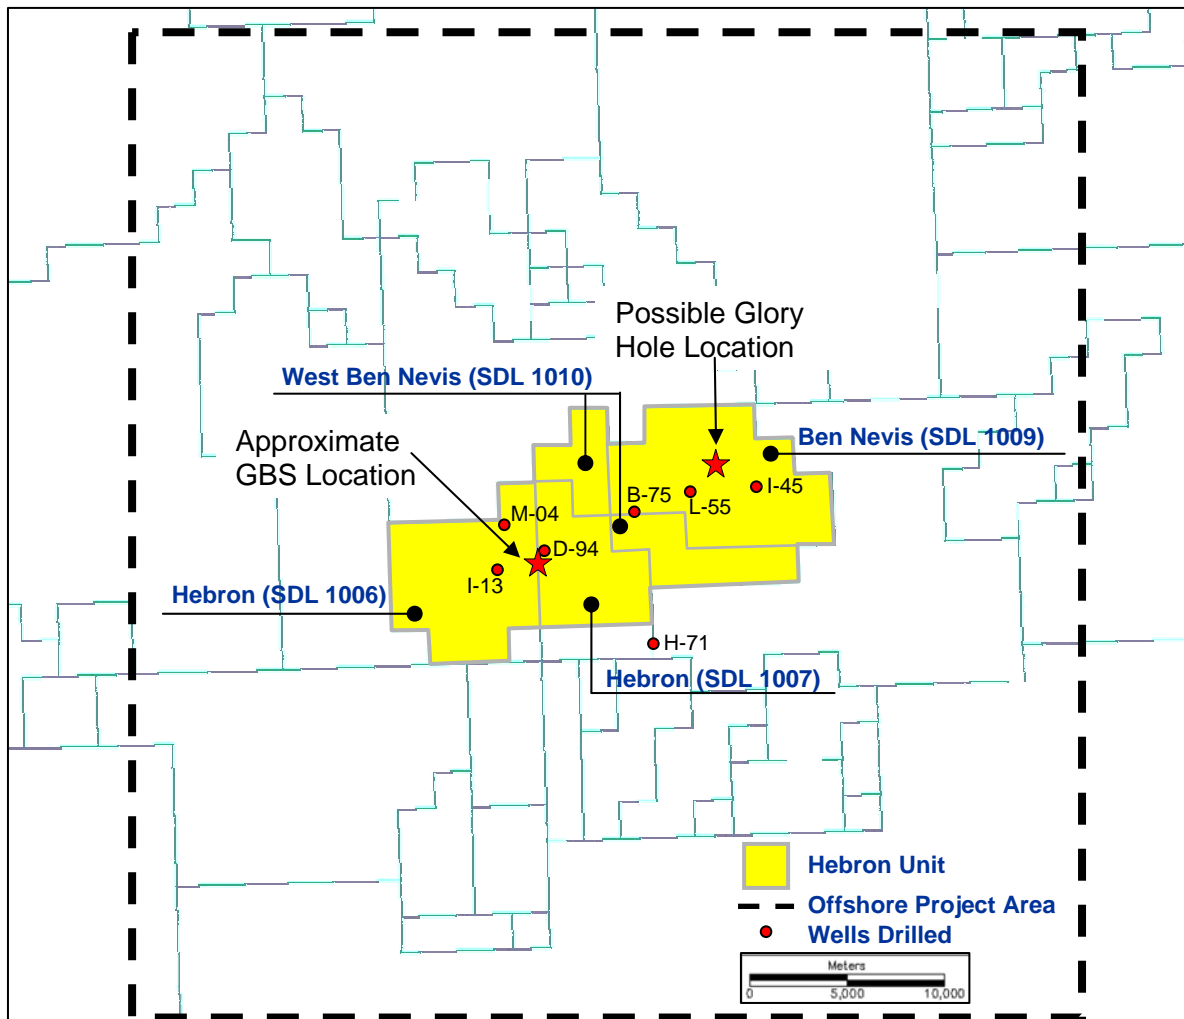 Possible Glory
Hole Location
West Ben Nevis (SDL 1010)
Approximate
GBS Location
Ben Nevis (SDL 1009)
I-45
B-75
L-55
M-04
D-94
I-13
Hebron (SDL 1006)
H-71
Hebron (SDL 1007)
Hebron Unit
Offshore Project Area
Wells Drilled
Meters
0 5,000 10,000